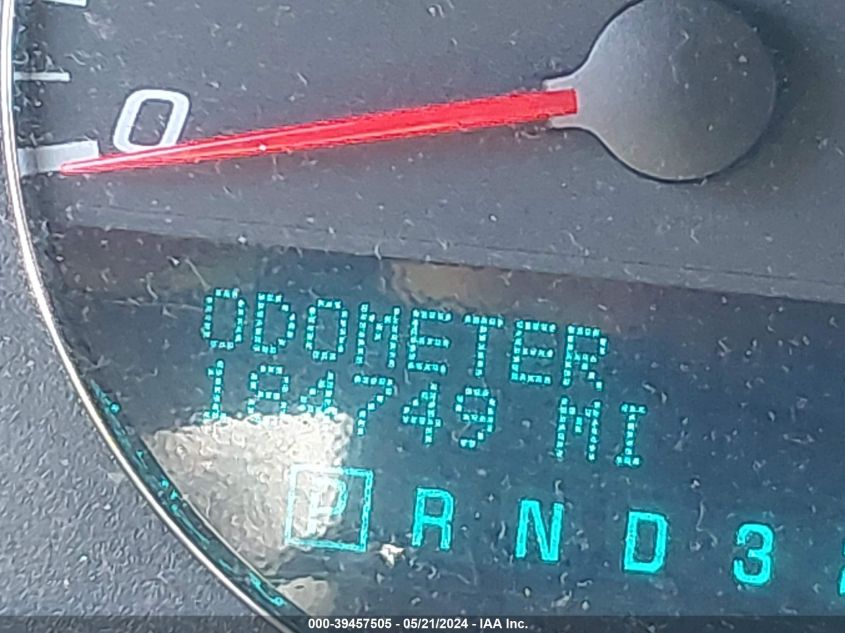 0
ODOMETER
184749 MI
P R N D 3
000-39457505 - 05/21/2024 - IAA Inc.